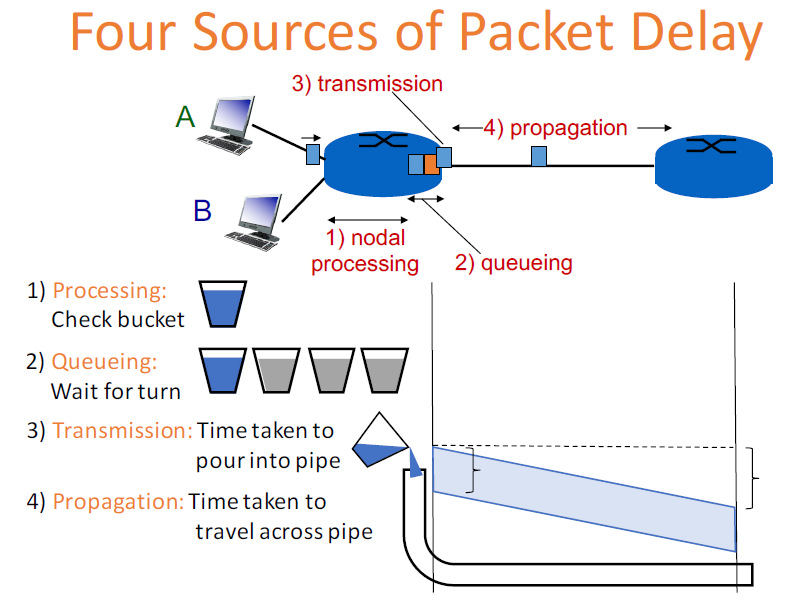 Four Sources of Packet Delay
3) transmission
A
4) propagation
B
1) nodal
processing
2) queueing
1) Processing:
Check bucket
2) Queueing:
Wait for turn
3) Transmission: Time taken to
pour into pipe
4) Propagation: Time taken to
travel across pipe